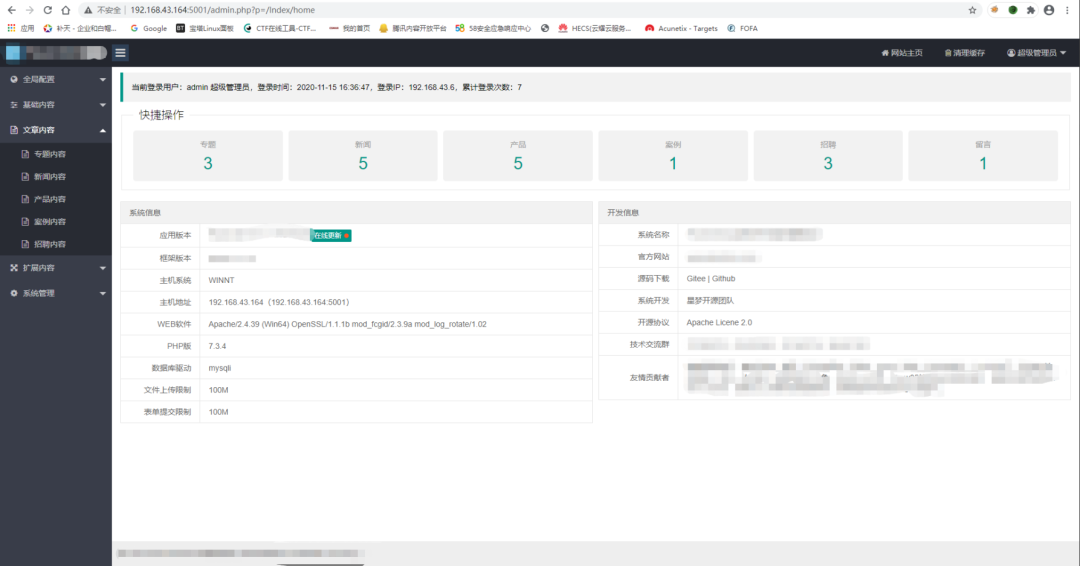 不安全 | 192.168.43.164:5001/admin.php?p=/Index/home
应用 补天 - 企业和白帽... Google 宝塔Linux面板 CTF在线工具-CTF... 我的首页 腾讯内容开放平台 58安全应急响应中心 HECS(云耀云服务... Acunetix - Targets FOFA
网站主页 清理缓存 超级管理员
全局配置
基础内容
文章内容
专题内容
新闻内容
产品内容
案例内容
招聘内容
扩展内容
系统管理
当前登录用户：admin 超级管理员，登录时间：2020-11-15 16:36:47，登录IP：192.168.43.6，累计登录次数：7
快捷操作
专题 新闻 产品 案例 招聘 留言
3 5 5 1 3 1
系统信息
应用版本 在线更新
框架版本
主机系统 WINNT
主机地址 192.168.43.164（192.168.43.164:5001）
WEB软件 Apache/2.4.39 (Win64) OpenSSL/1.1.1b mod_fcgid/2.3.9a mod_log_rotate/1.02
PHP版 7.3.4
数据库驱动 mysqli
文件上传限制 100M
表单提交限制 100M
开发信息
系统名称
官方网站
源码下载 Gitee | Github
系统开发 星梦开源团队
开源协议 Apache Licene 2.0
技术交流群
友情贡献者